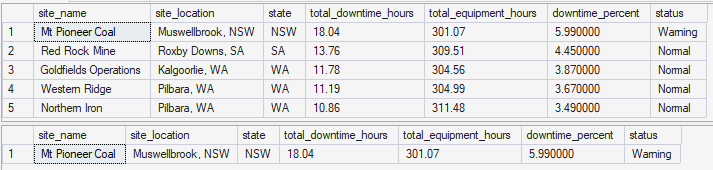 site_name site_location state total_downtime_hours total_equipment_hours downtime_percent status
1 Mt Pioneer Coal Muswellbrook, NSW NSW 18.04 301.07 5.990000 Warning
2 Red Rock Mine Roxby Downs, SA SA 13.76 309.51 4.450000 Normal
3 Goldfields Operations Kalgoorlie, WA WA 11.78 304.56 3.870000 Normal
4 Western Ridge Pilbara, WA WA 11.19 304.99 3.670000 Normal
5 Northern Iron Pilbara, WA WA 10.86 311.48 3.490000 Normal
site_name site_location state total_downtime_hours total_equipment_hours downtime_percent status
1 Mt Pioneer Coal Muswellbrook, NSW NSW 18.04 301.07 5.990000 Warning